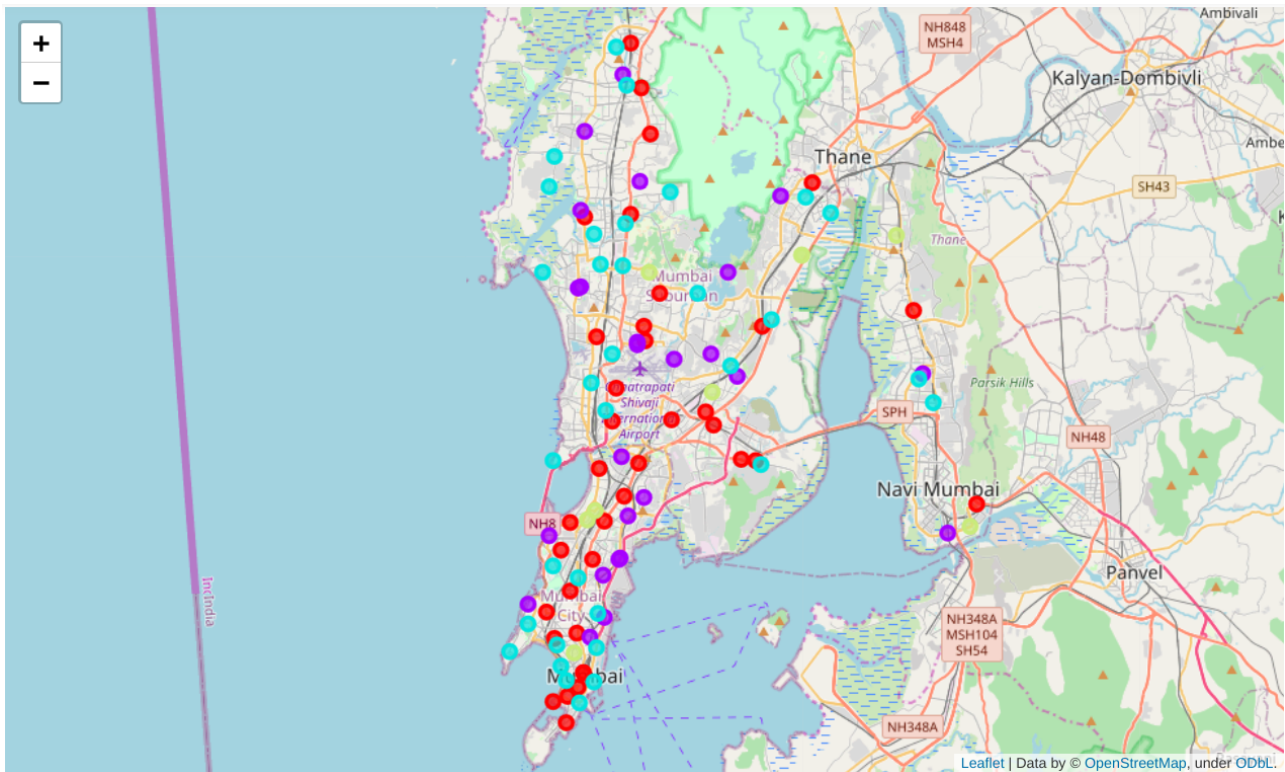 +
−
Ambivali
NH848
MSH4
Kalyan-Dombivli
Thane
SH43
Thane
Mumbai
Suburban
Parsik Hills
Chhatrapati
Shivaji
International
Airport
SPH
NH48
Navi Mumbai
NH8
Panvel
Inc
India
Mumbai
City
NH348A
MSH104
SH54
Mumbai
NH348A
Leaflet | Data by © OpenStreetMap, under ODbL.